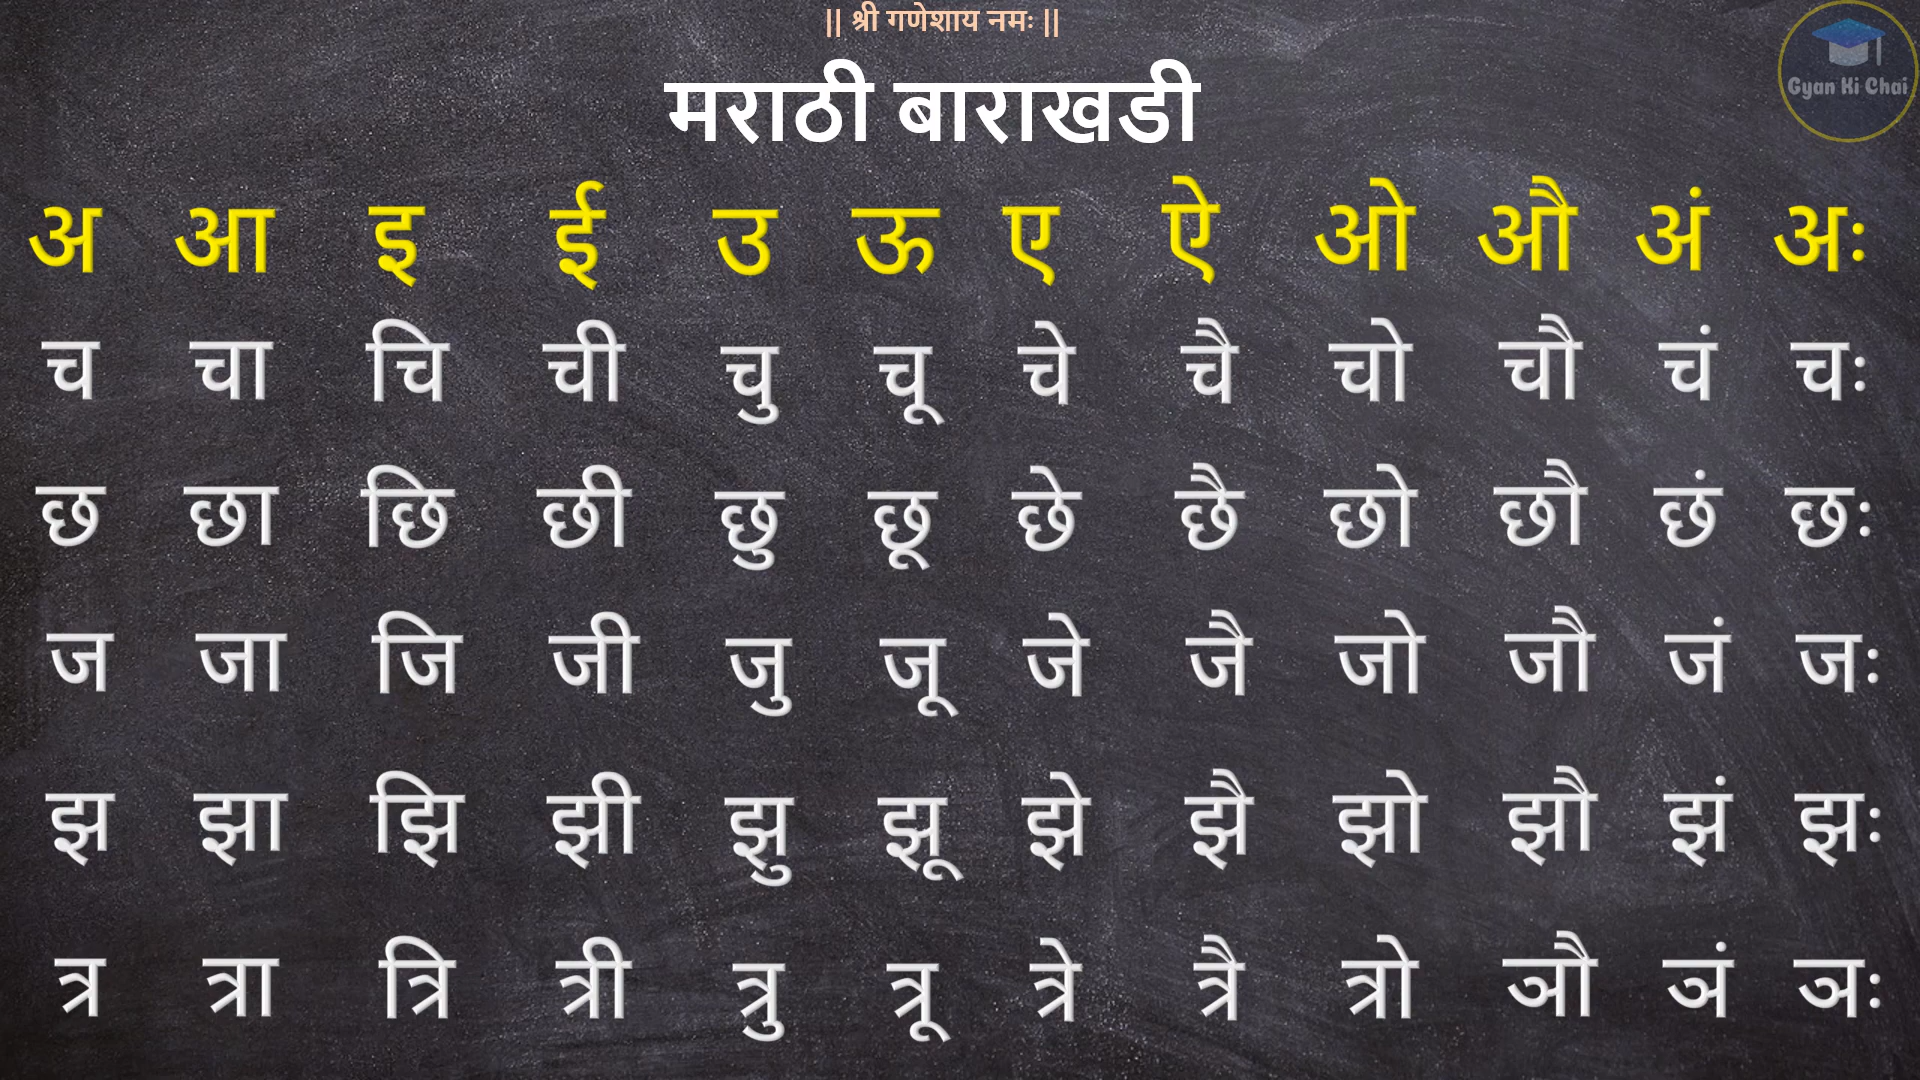 || श्री गणेशाय नमः ||
Gyan Ki Chai
मराठी बाराखडी
अ आ इ ई उ ऊ ए ऐ ओ औ अं अः
च चा चि ची चु चू चे चै चो चौ चं चः
छ छा छि छी छु छू छे छै छो छौ छं छः
ज जा जि जी जु जू जे जै जो जौ जं जः
झ झा झि झी झु झू झे झै झो झौ झं झः
त्र त्रा त्रि त्री त्रु त्रू त्रे त्रै त्रो ञौ ञं ञः